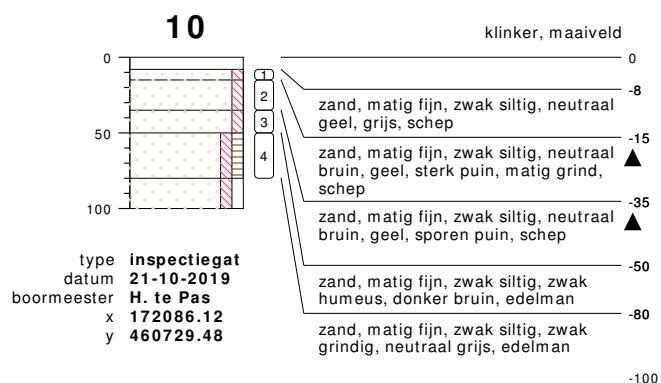 10
klinker, maaiveld
0
0
-8
1
zand, matig fijn, zwak siltig, neutraal
geel, grijs, schep
2
-15
zand, matig fijn, zwak siltig, neutraal
bruin, geel, sterk puin, matig grind,
schep
3
50
4
-35
zand, matig fijn, zwak siltig, neutraal
bruin, geel, sporen puin, schep
100
-50
zand, matig fijn, zwak siltig, zwak
humeus, donker bruin, edelman
-80
zand, matig fijn, zwak siltig, zwak
grindig, neutraal grijs, edelman
-100
type inspectiegat
datum 21-10-2019
boormeester H. te Pas
x 172086.12
y 460729.48